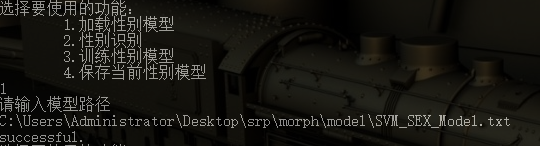 选择要使用的功能:
1.加载性别模型
2.性别识别
3.训练性别模型
4.保存当前性别模型
1
请输入模型路径
C:\Users\Administrator\Desktop\srp\morph\model\SVM_SEX_Model.txt
successful.